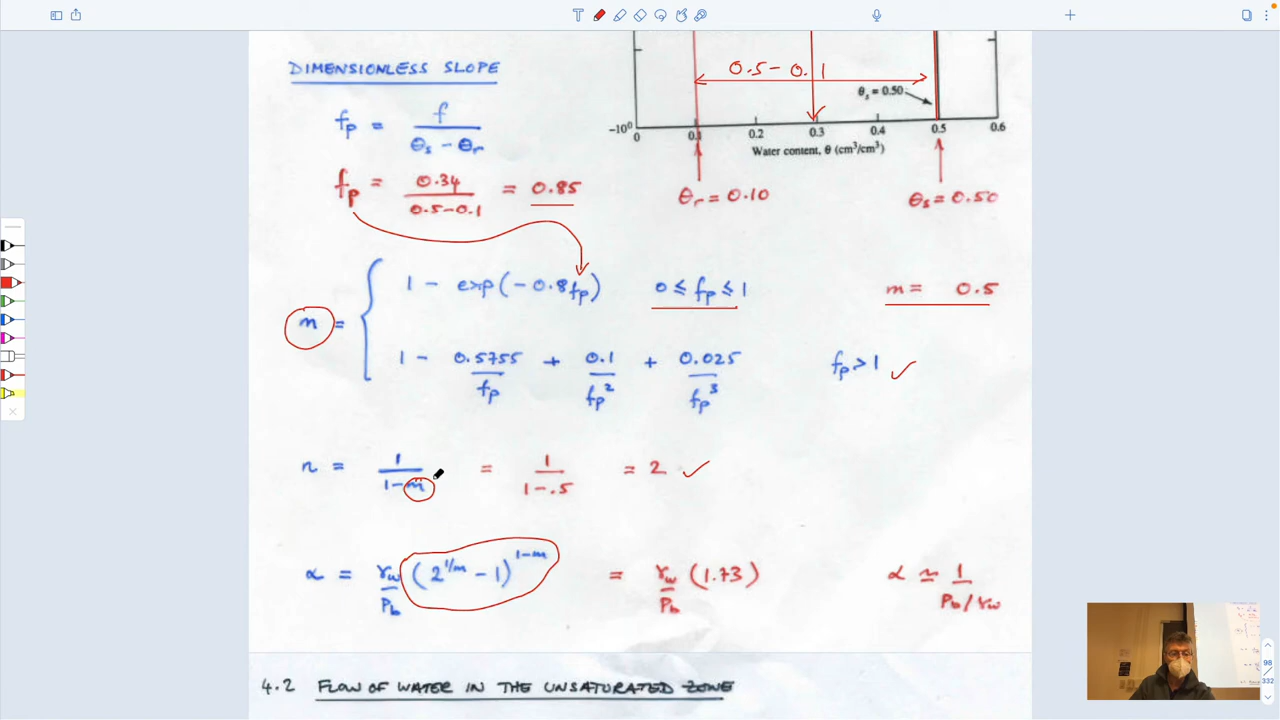 DIMENSIONLESS SLOPE
fp = f / (θs − θr)
fp = 0.34 / (0.5−0.1) = 0.85
0.5 − 0.1
θs = 0.50
−10⁰
0 0.1 0.2 0.3 0.4 0.5 0.6
Water content, θ (cm³/cm³)
θr = 0.10
θs = 0.50
m = { 1 − exp(−0.8fp) 0 ≤ fp ≤ 1 m = 0.5
1 − 0.5755/fp + 0.1/fp² + 0.025/fp³ fp > 1 ✓
n = 1/(1−m) = 1/(1−.5) = 2 ✓
α = γw/Pb (2^(1/m) − 1)^(1−m) = γw/Pb (1.73) α ≃ 1/(Pb/γw)
4.2 FLOW OF WATER IN THE UNSATURATED ZONE
98
332